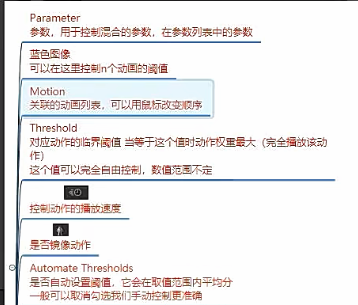 Parameter
参数，用于控制混合的参数，在参数列表中的参数
蓝色图像
可以在这里控制n个动画的阈值
Motion
关联的动画列表，可以用鼠标改变顺序
Threshold
对应动作的临界阈值 当等于这个值时动作权重最大（完全播放该动
作）
这个值可以完全自由控制，数值范围不定
控制动作的播放速度
是否镜像动作
Automate Thresholds
是否自动设置阈值，它会在取值范围内平均分
一般可以取消勾选我们手动控制更准确